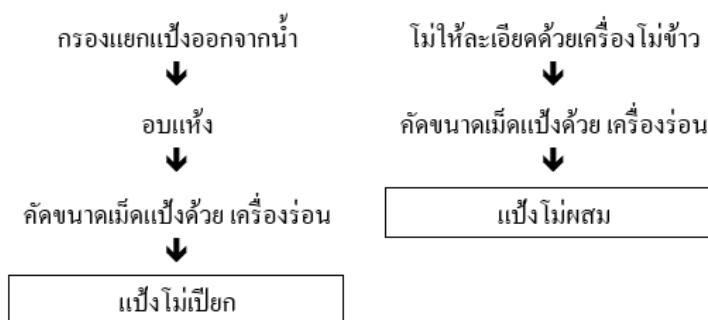 กรองแยกแป้งออกจากน้ำ
อบแห้ง
คัดขนาดเม็ดแป้งด้วย เครื่องร่อน
แป้งโม่เปียก
โม่ให้ละเอียดด้วยเครื่องโม่ข้าว
คัดขนาดเม็ดแป้งด้วย เครื่องร่อน
แป้งโม่ผสม